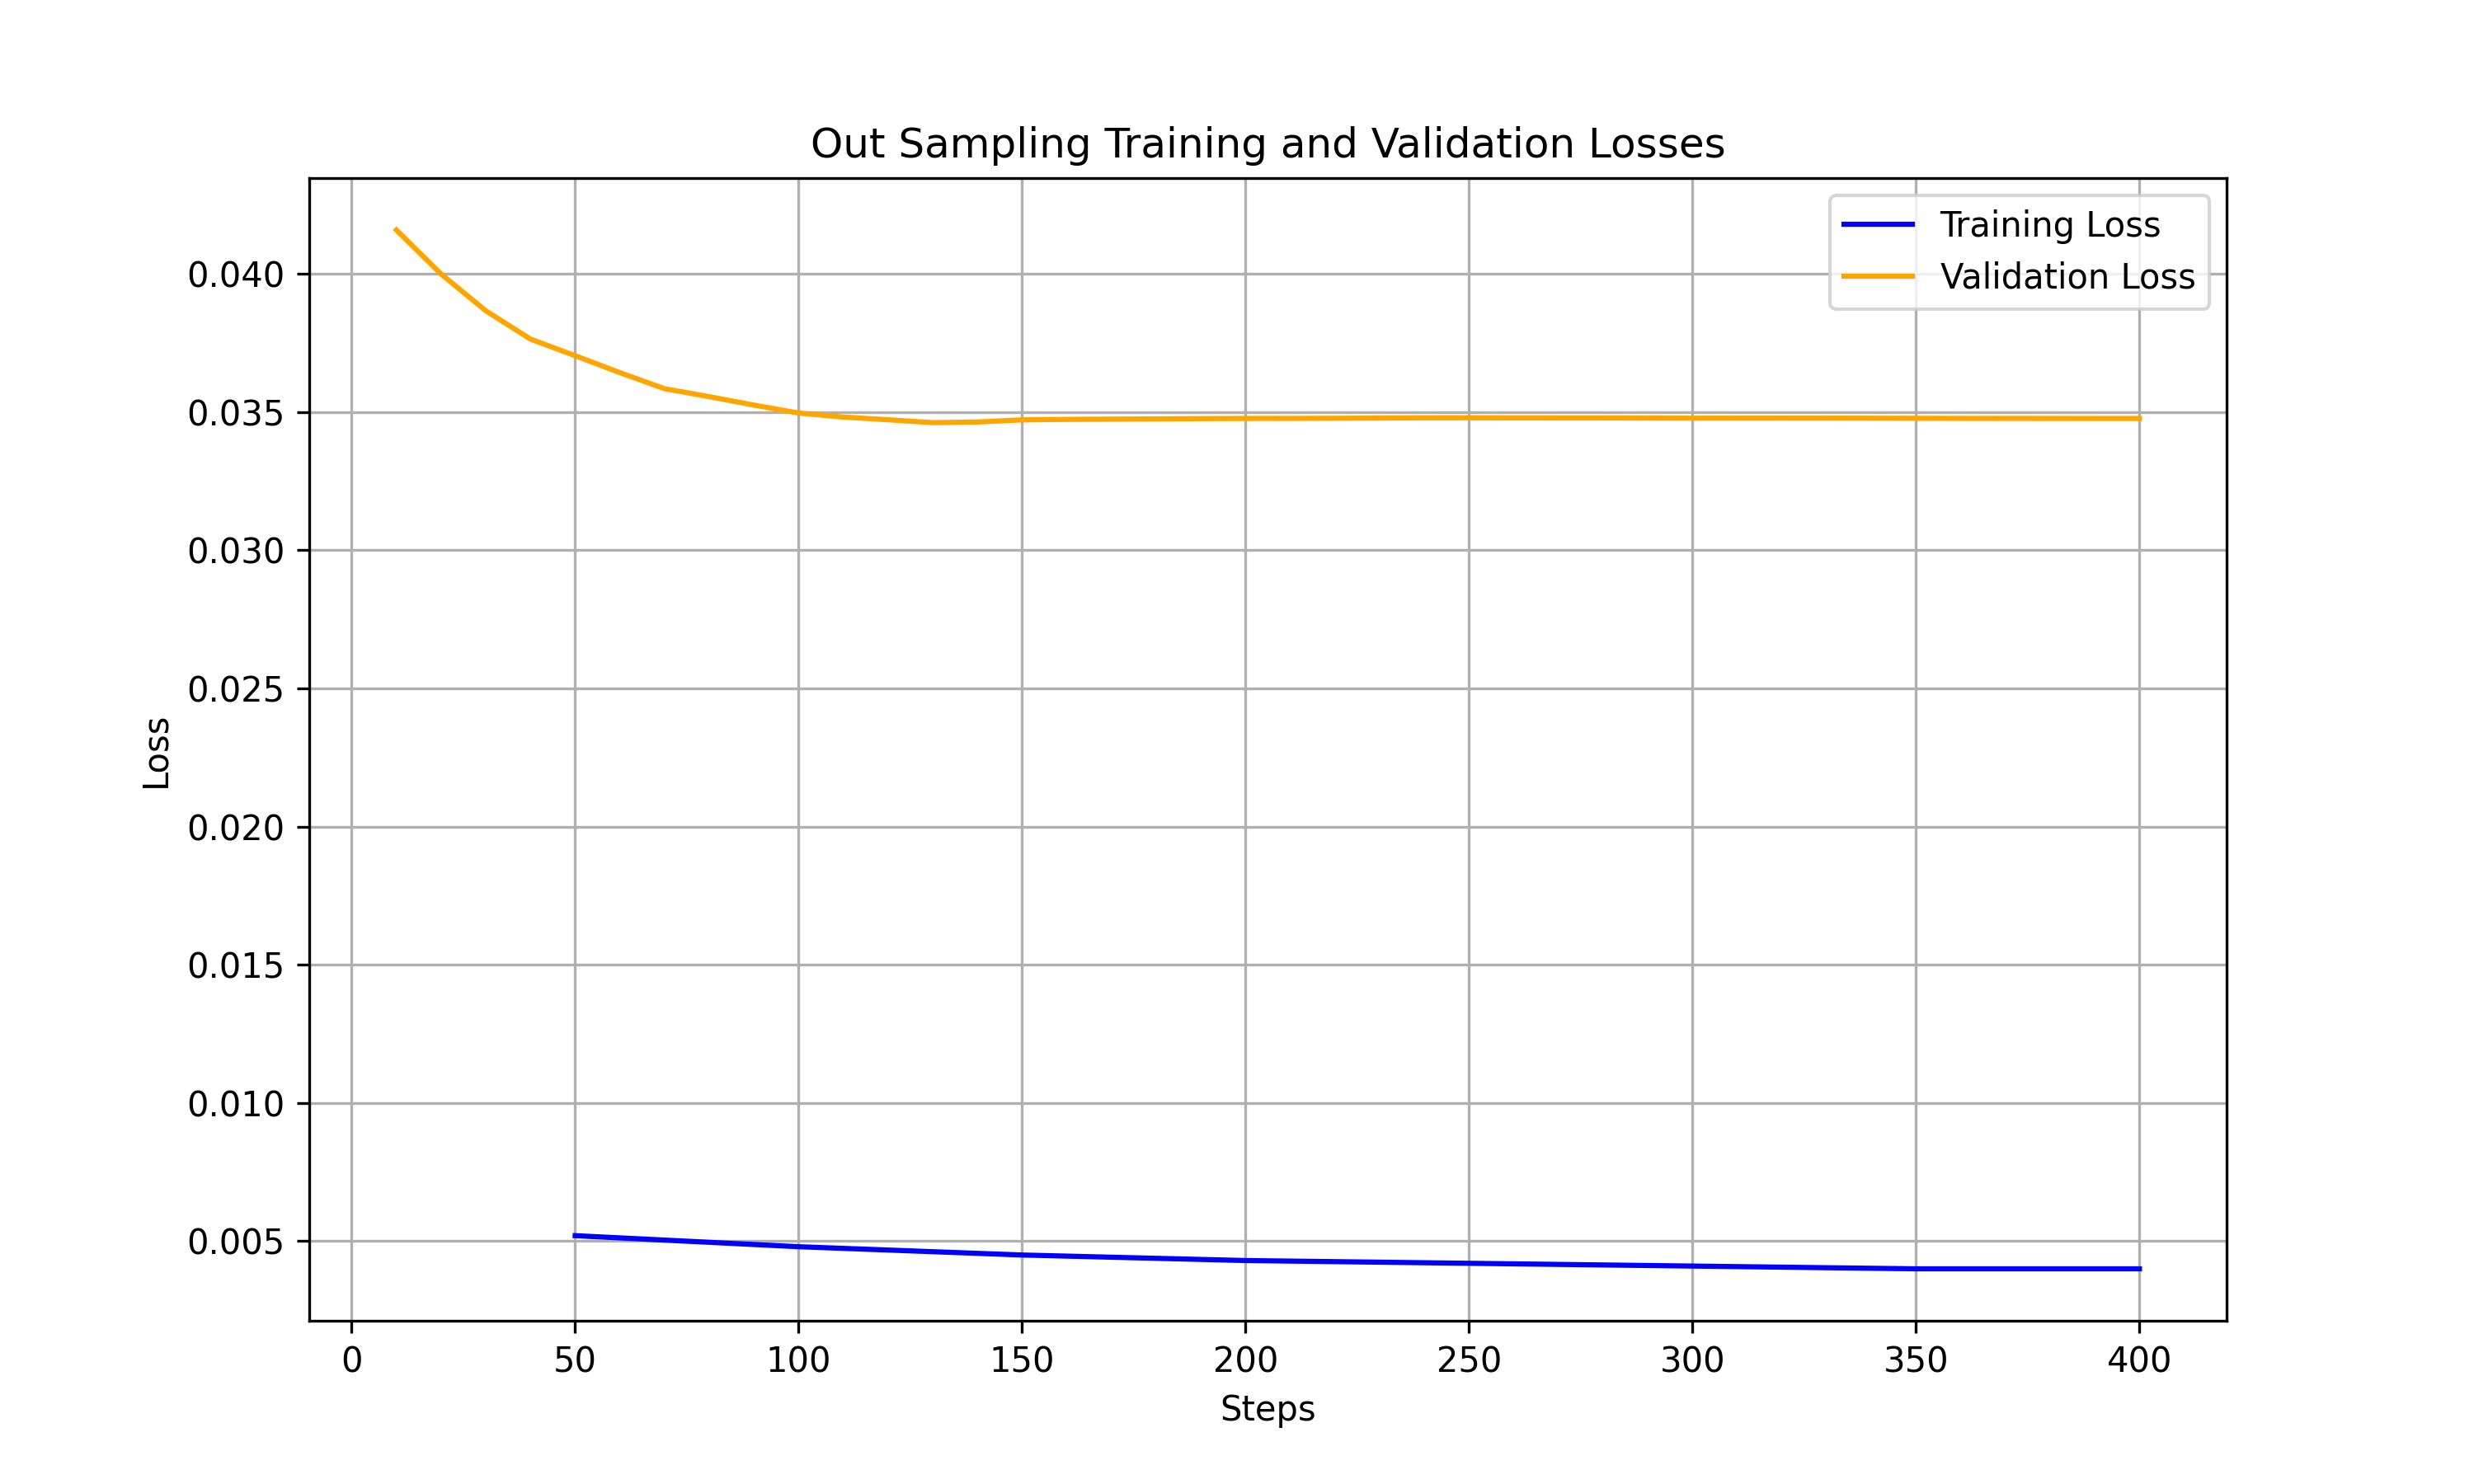 Out Sampling Training and Validation Losses
Training Loss
Validation Loss
0.040
0.035
0.030
0.025
0.020
0.015
0.010
0.005
Loss
0 50 100 150 200 250 300 350 400
Steps